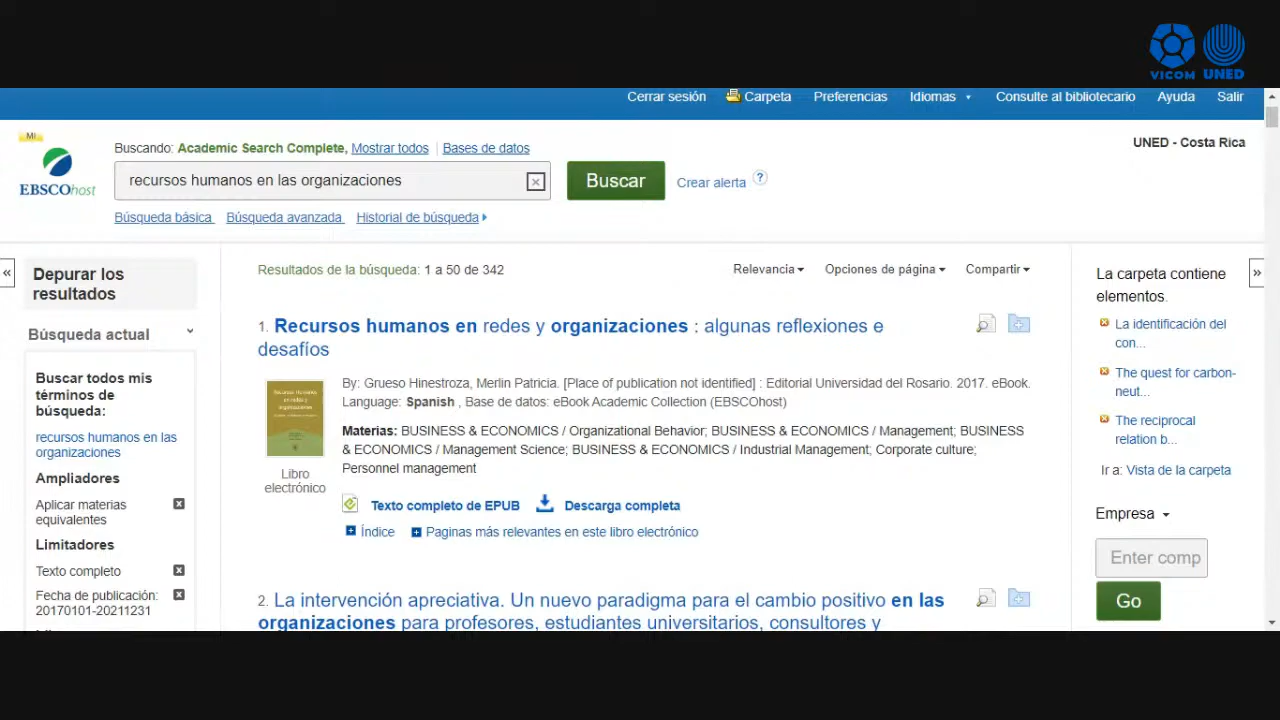 VICOM UNED
Cerrar sesión Carpeta Preferencias Idiomas Consulte al bibliotecario Ayuda Salir
MI
EBSCOhost
Buscando: Academic Search Complete, Mostrar todos | Bases de datos
UNED - Costa Rica
recursos humanos en las organizaciones
Buscar
Crear alerta ?
Búsqueda básica Búsqueda avanzada Historial de búsqueda
«
Depurar los
resultados
Búsqueda actual
Buscar todos mis
términos de
búsqueda:
recursos humanos en las
organizaciones
Ampliadores
Aplicar materias
equivalentes
Limitadores
Texto completo
Fecha de publicación:
20170101-20211231
Resultados de la búsqueda: 1 a 50 de 342
Relevancia Opciones de página Compartir
1. Recursos humanos en redes y organizaciones : algunas reflexiones e
desafíos
By: Grueso Hinestroza, Merlin Patricia. [Place of publication not identified] : Editorial Universidad del Rosario. 2017. eBook.
Language: Spanish , Base de datos: eBook Academic Collection (EBSCOhost)
Materias: BUSINESS & ECONOMICS / Organizational Behavior; BUSINESS & ECONOMICS / Management; BUSINESS
& ECONOMICS / Management Science; BUSINESS & ECONOMICS / Industrial Management; Corporate culture;
Personnel management
Recursos Humanos
en redes y
organizaciones
Libro
electrónico
Texto completo de EPUB Descarga completa
Índice Paginas más relevantes en este libro electrónico
2. La intervención apreciativa. Un nuevo paradigma para el cambio positivo en las
organizaciones para profesores, estudiantes universitarios, consultores y
»
La carpeta contiene
elementos.
La identificación del
con...
The quest for carbon-
neut...
The reciprocal
relation b...
Ir a: Vista de la carpeta
Empresa
Enter comp
Go